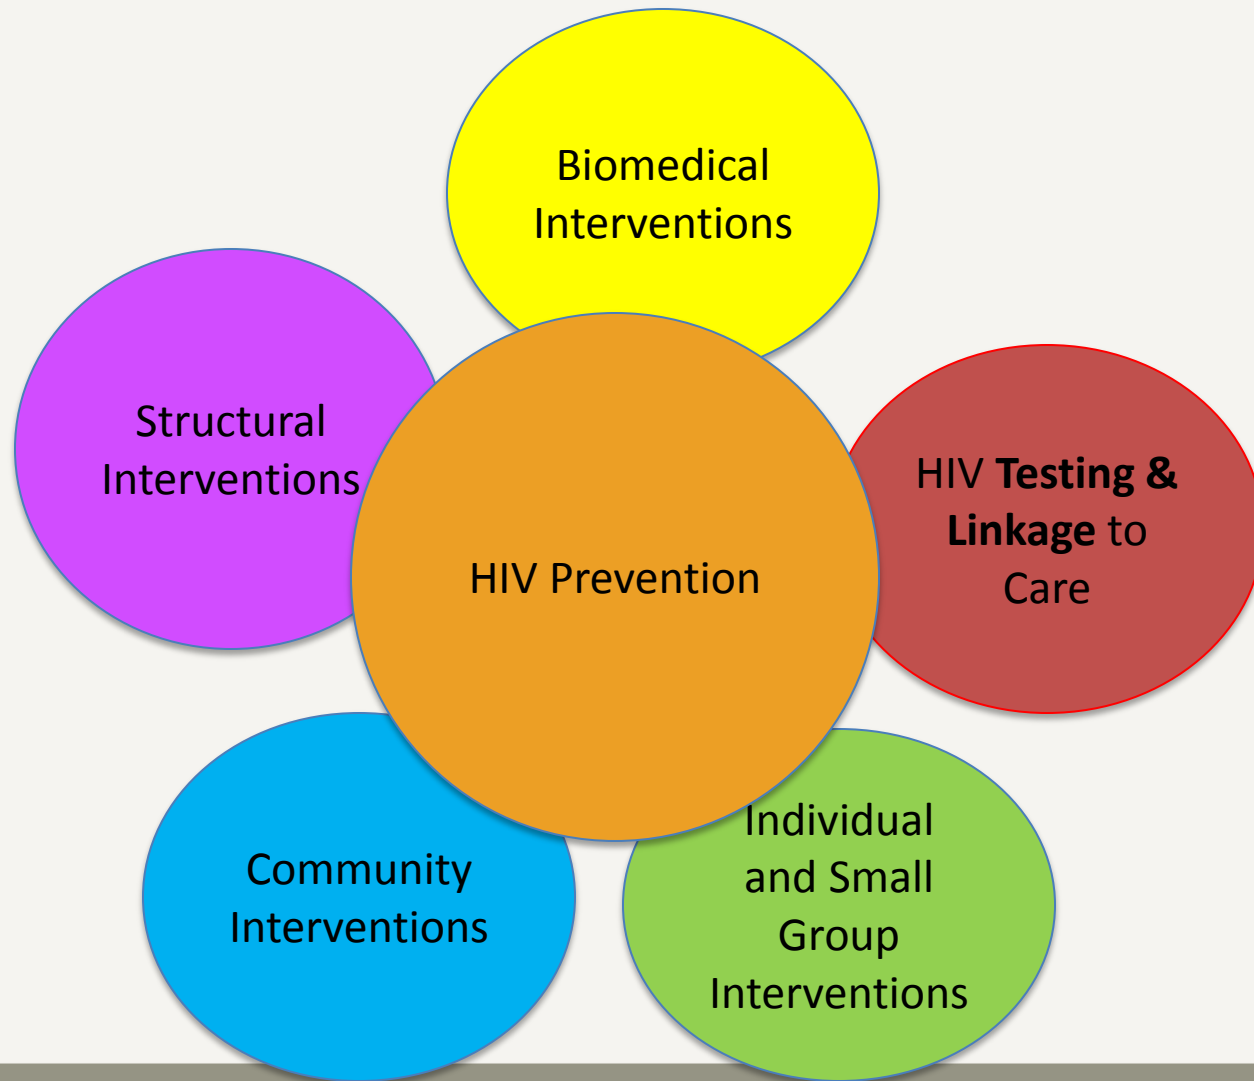 Biomedical
Interventions
Structural
Interventions
HIV Testing &
Linkage to
Care
HIV Prevention
Community
Interventions
Individual
and Small
Group
Interventions